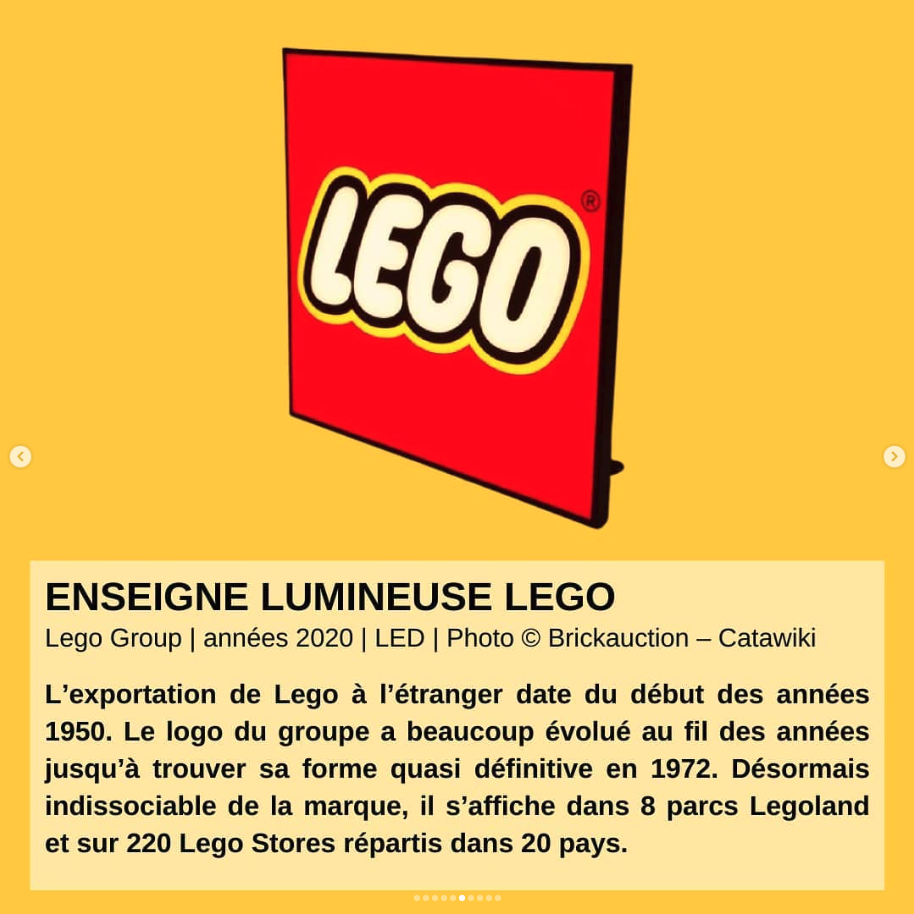 LEGO ®
ENSEIGNE LUMINEUSE LEGO
Lego Group | années 2020 | LED | Photo © Brickauction – Catawiki
L’exportation de Lego à l’étranger date du début des années
1950. Le logo du groupe a beaucoup évolué au fil des années
jusqu’à trouver sa forme quasi définitive en 1972. Désormais
indissociable de la marque, il s’affiche dans 8 parcs Legoland
et sur 220 Lego Stores répartis dans 20 pays.